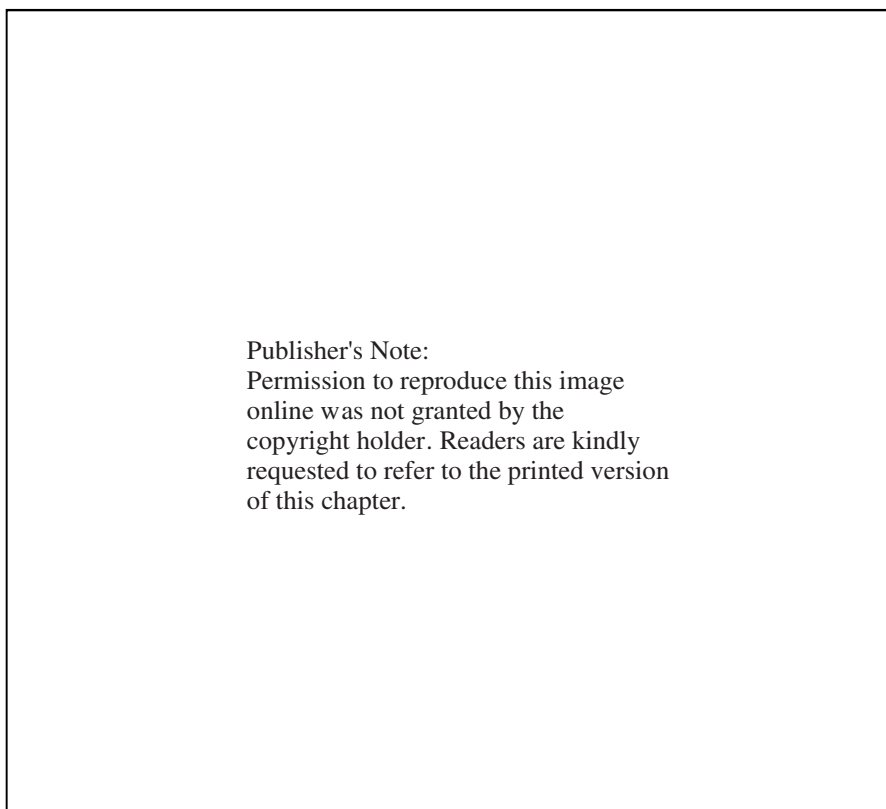 Publisher's Note:
Permission to reproduce this image
online was not granted by the
copyright holder. Readers are kindly
requested to refer to the printed version
of this chapter.